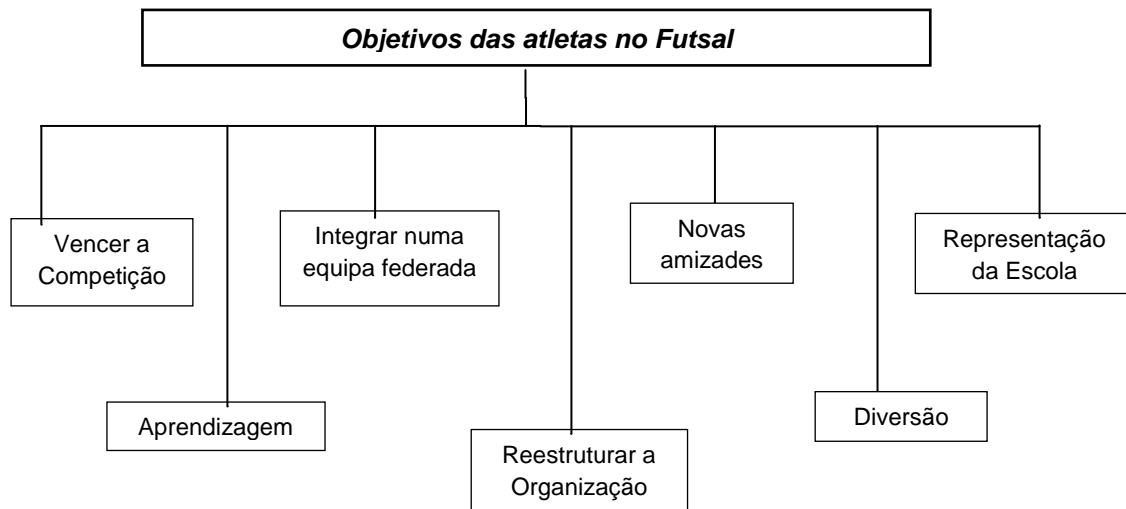 Objetivos das atletas no Futsal
Vencer a
Competição
Integrar numa
equipa federada
Novas
amizades
Representação
da Escola
Aprendizagem
Reestruturar a
Organização
Diversão